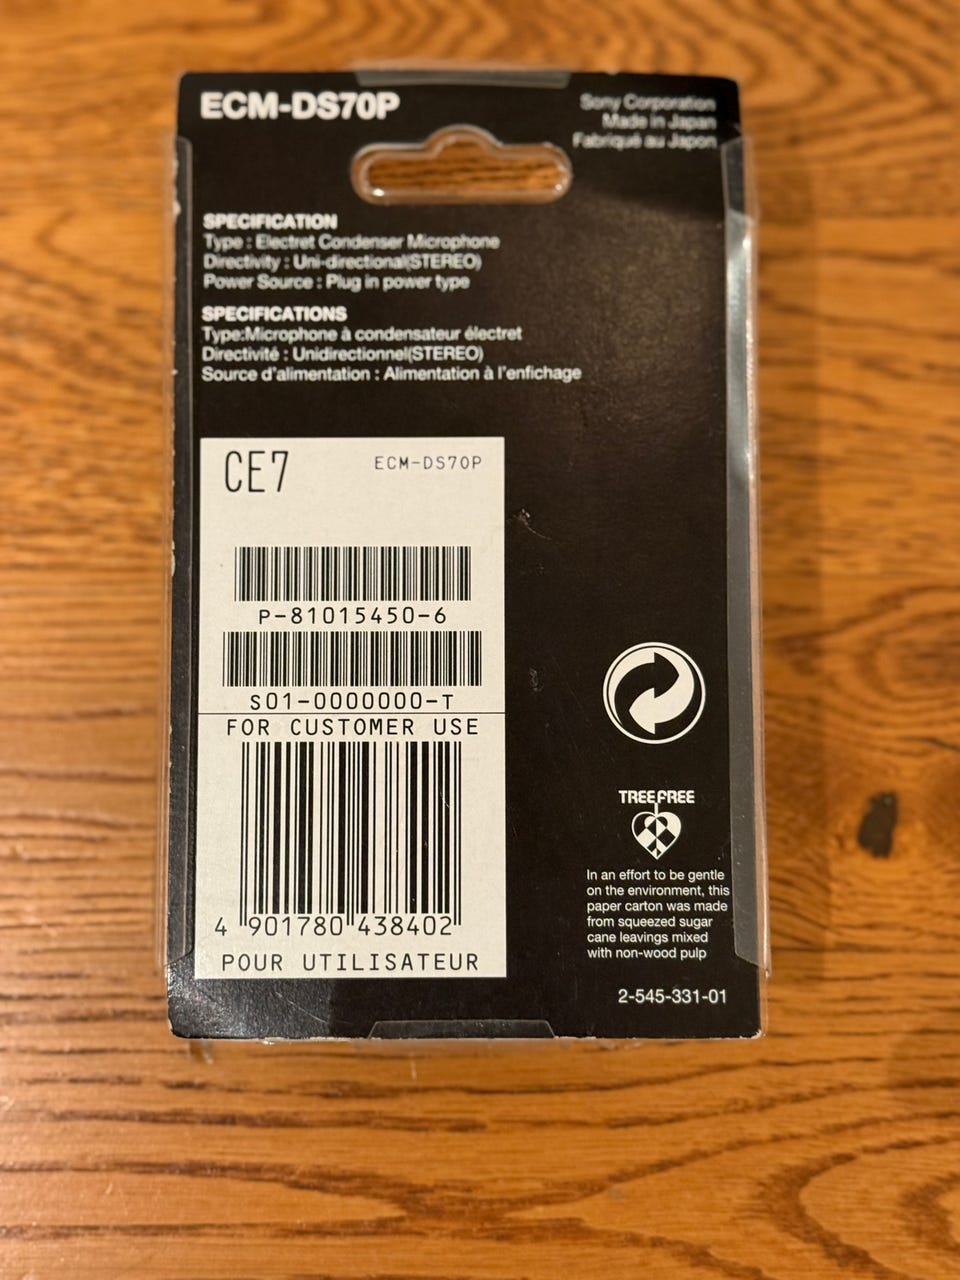 ECM-DS70P
Sony Corporation
Made in Japan
Fabriqué au Japon
SPECIFICATION
Type : Electret Condenser Microphone
Directivity : Uni-directional(STEREO)
Power Source : Plug in power type
SPECIFICATIONS
Type:Microphone à condensateur électret
Directivité : Unidirectionnel(STEREO)
Source d'alimentation : Alimentation à l'enfichage
CE7
ECM-DS70P
P-81015450-6
S01-0000000-T
FOR CUSTOMER USE
4 901780 438402
POUR UTILISATEUR
TREE FREE
In an effort to be gentle
on the environment, this
paper carton was made
from squeezed sugar
cane leavings mixed
with non-wood pulp
2-545-331-01